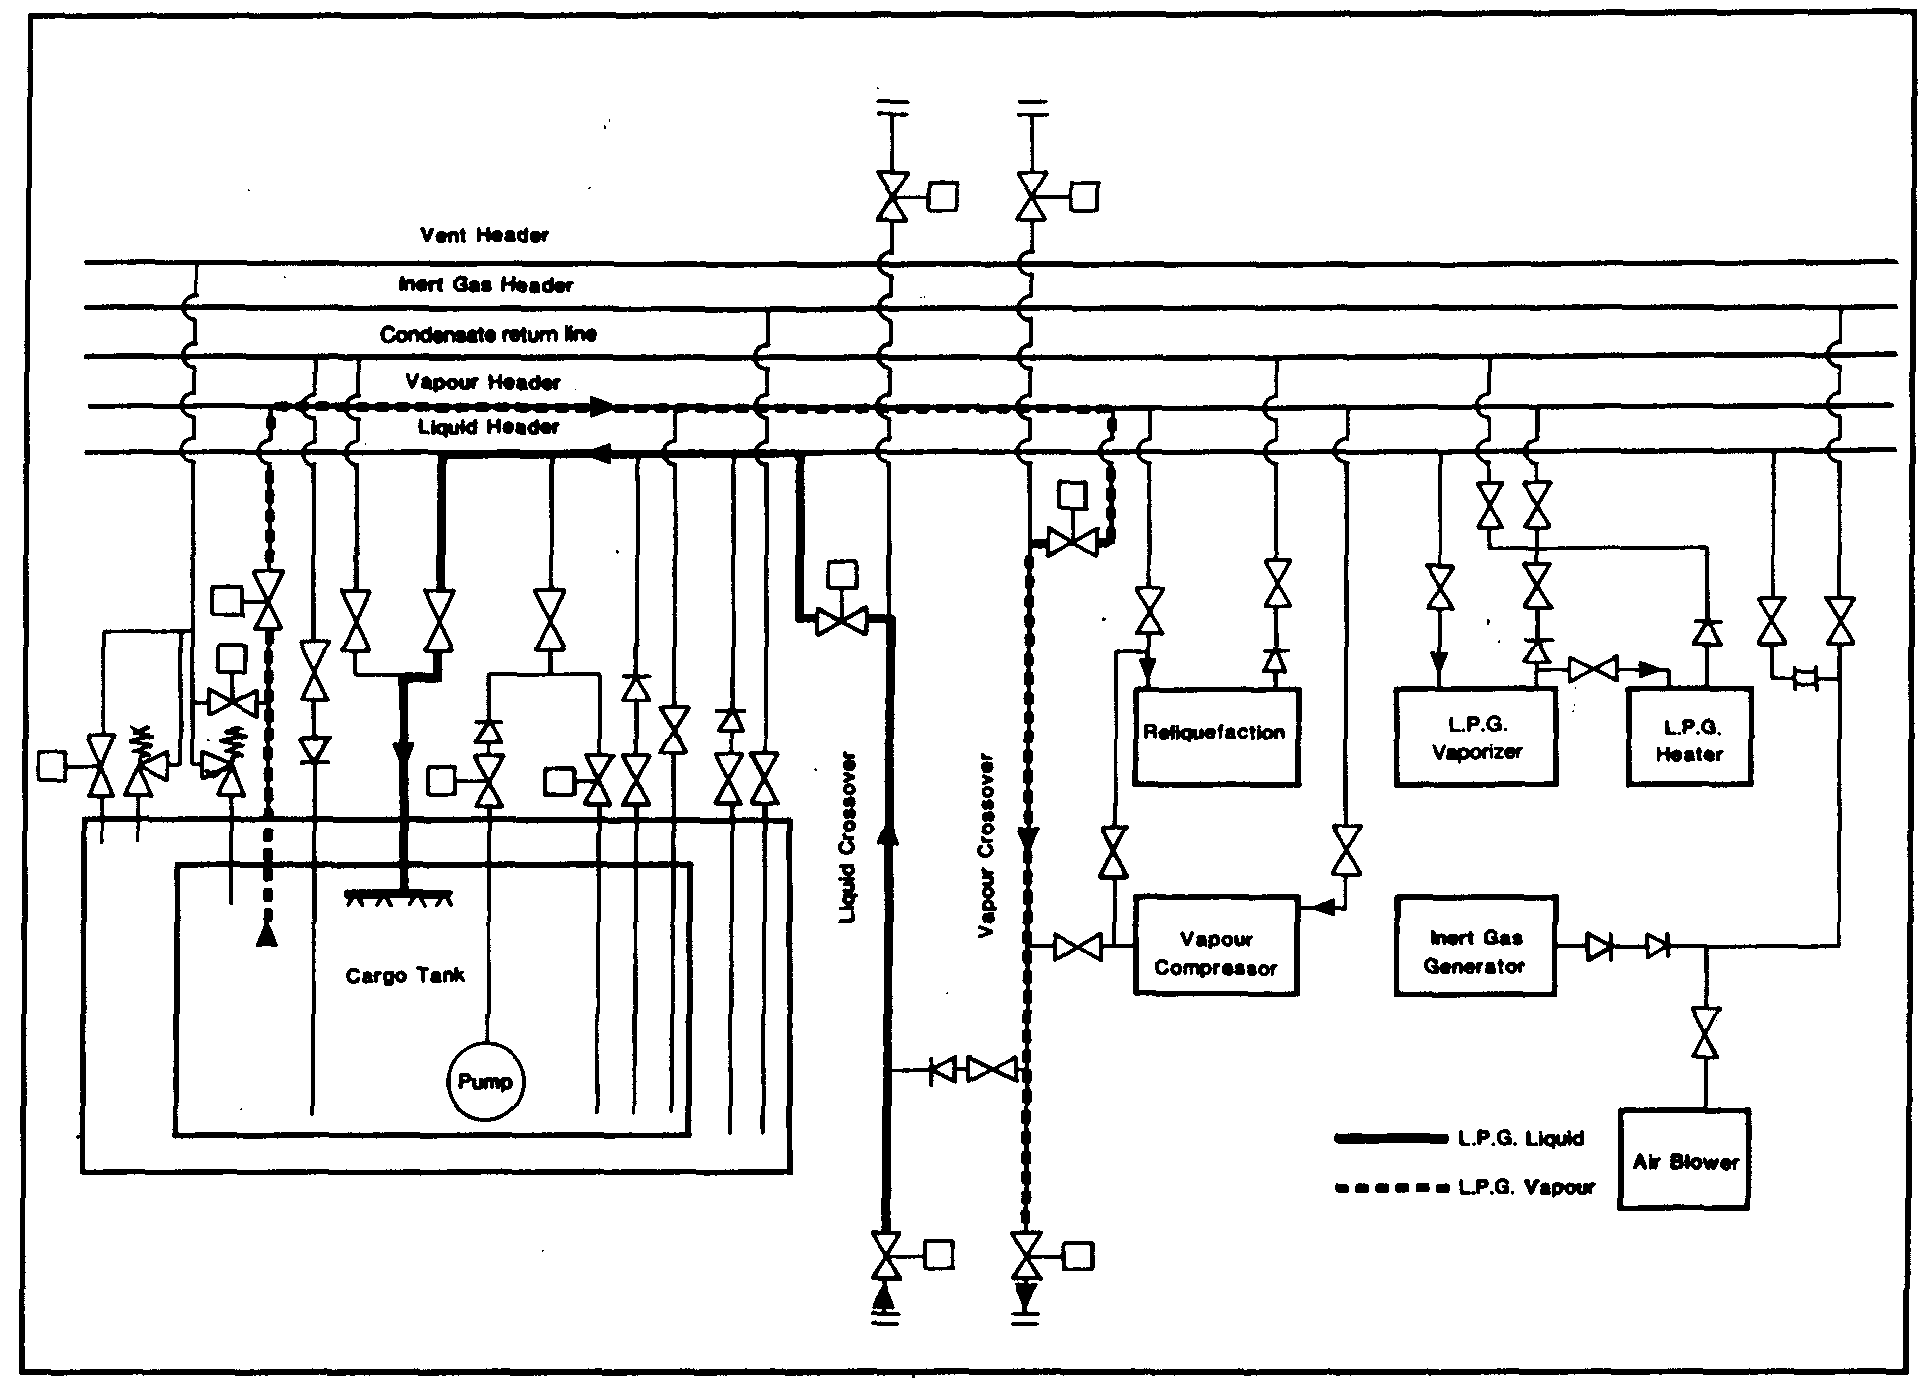 Vent Header
Inert Gas Header
Condensate return line
Vapour Header
Liquid Header
Reliquefaction
L.P.G.
Vaporizer
L.P.G.
Heater
Liquid Crossover
Vapour Crossover
Cargo Tank
Vapour
Compressor
Inert Gas
Generator
Pump
L.P.G. Liquid
L.P.G. Vapour
Air Blower